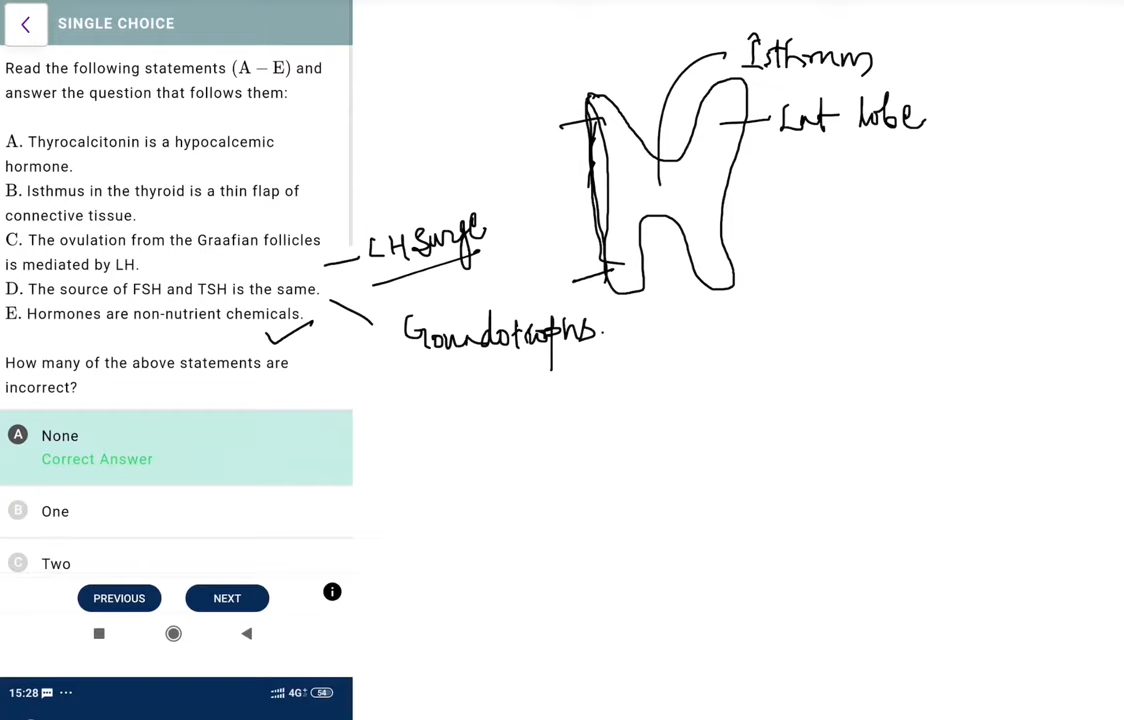 SINGLE CHOICE
Read the following statements (A – E) and
answer the question that follows them:
A. Thyrocalcitonin is a hypocalcemic
hormone.
B. Isthmus in the thyroid is a thin flap of
connective tissue.
C. The ovulation from the Graafian follicles
is mediated by LH.
D. The source of FSH and TSH is the same.
E. Hormones are non-nutrient chemicals.
How many of the above statements are
incorrect?
A None
Correct Answer
B One
C Two
PREVIOUS NEXT
15:28 ... 4G+ 54
Isthmus
Lat lobe
LH Surge
Gonadotrophs.